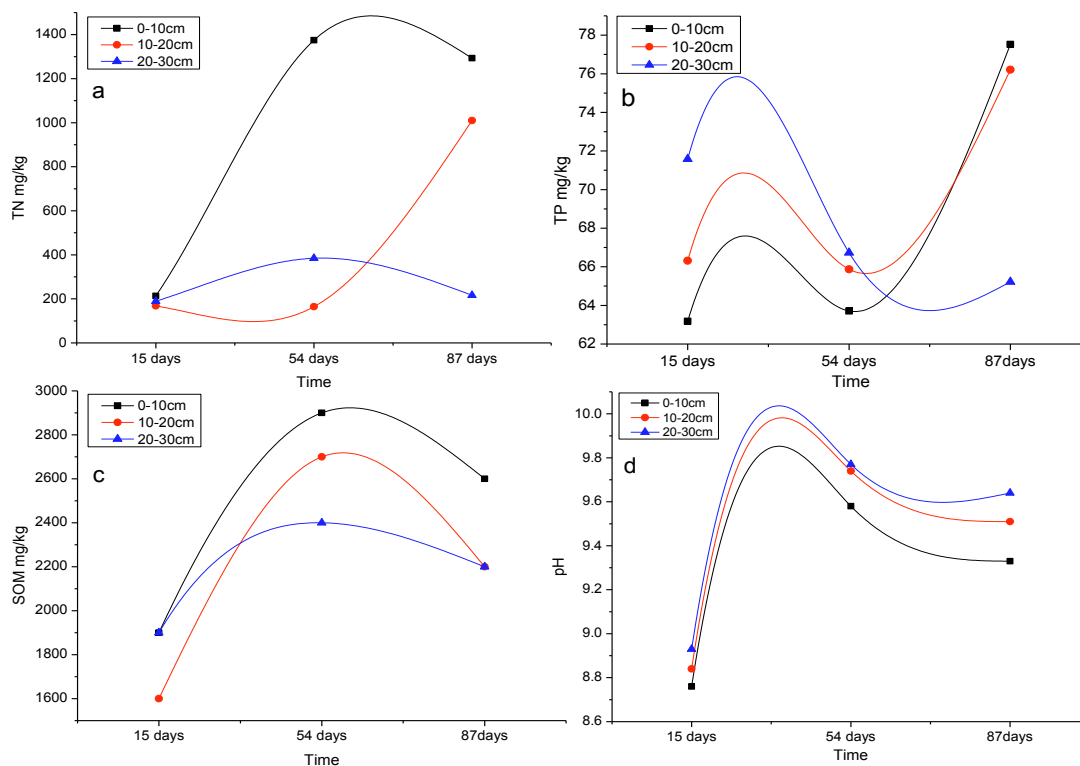 0-10cm
10-20cm
20-30cm
a
1400
1200
1000
800
600
400
200
0
TN mg/kg
15 days
54 days
87 days
Time
0-10cm
10-20cm
20-30cm
b
78
76
74
72
70
68
66
64
62
TP mg/kg
15 days
54 days
87days
Time
0-10cm
10-20cm
20-30cm
c
3000
2800
2600
2400
2200
2000
1800
1600
SOM mg/kg
15 days
54 days
87days
Time
0-10cm
10-20cm
20-30cm
d
10.0
9.8
9.6
9.4
9.2
9.0
8.8
8.6
pH
15 days
54 days
87days
Time